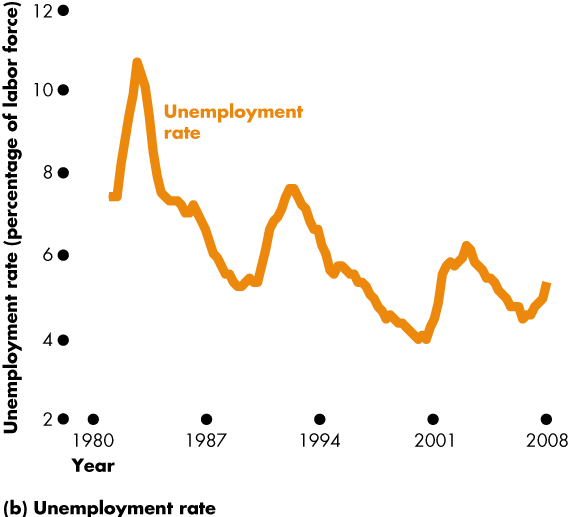 Unemployment rate (percentage of labor force)
12
10
8
6
4
2
Unemployment
rate
1980
1987
1994
2001
2008
Year
(b) Unemployment rate